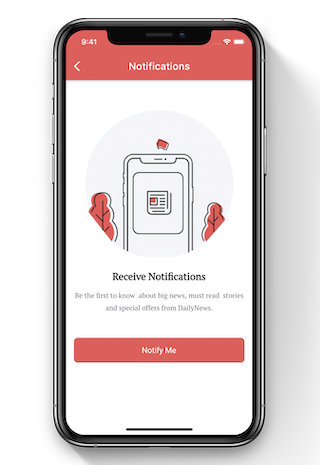 9:41
Notifications
Receive Notifications
Be the first to know about big news, must read stories
and special offers from DailyNews.
Notify Me